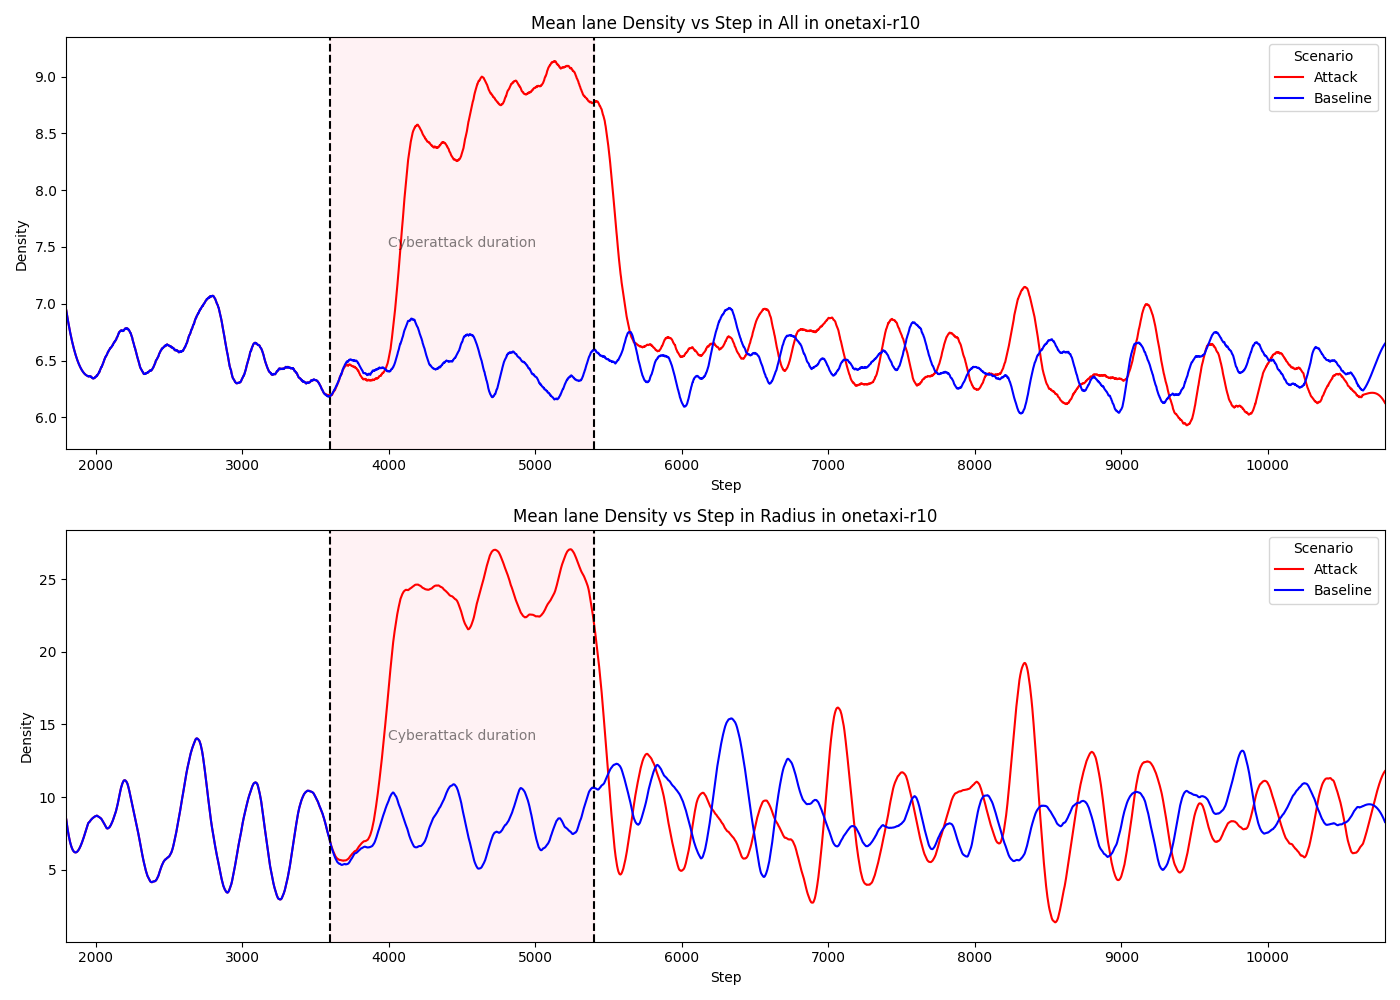 Mean lane Density vs Step in All in onetaxi-r10
Scenario
Attack
Baseline
9.0
8.5
8.0
7.5
7.0
6.5
6.0
Density
Cyberattack duration
2000 3000 4000 5000 6000 7000 8000 9000 10000
Step
Mean lane Density vs Step in Radius in onetaxi-r10
Scenario
Attack
Baseline
25
20
15
10
5
Density
Cyberattack duration
2000 3000 4000 5000 6000 7000 8000 9000 10000
Step